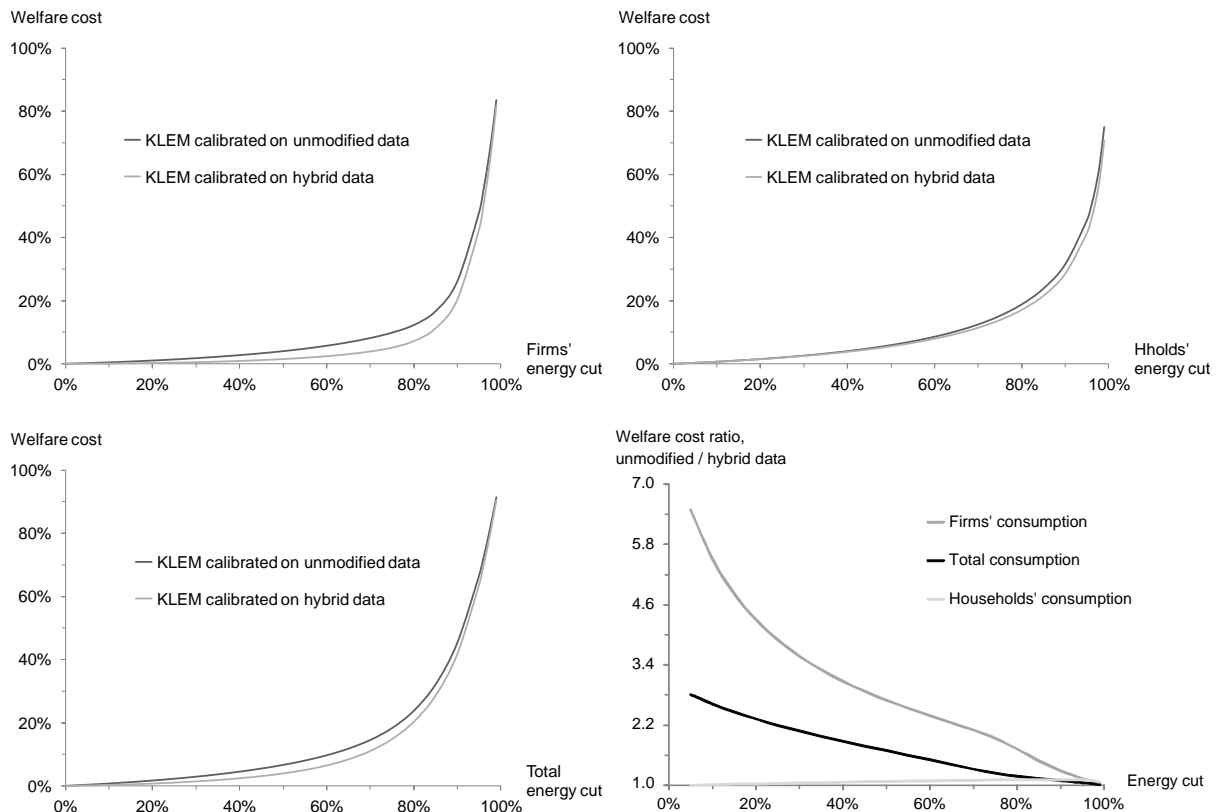 Welfare cost
100%
80%
60%
40%
20%
0%
KLEM calibrated on unmodified data
KLEM calibrated on hybrid data
0% 20% 40% 60% 80% 100%
Firms'
energy cut
Welfare cost
100%
80%
60%
40%
20%
0%
KLEM calibrated on unmodified data
KLEM calibrated on hybrid data
0% 20% 40% 60% 80% 100%
Hholds'
energy cut
Welfare cost
100%
80%
60%
40%
20%
0%
KLEM calibrated on unmodified data
KLEM calibrated on hybrid data
0% 20% 40% 60% 80% 100%
Total
energy cut
Welfare cost ratio,
unmodified / hybrid data
7.0
5.8
4.6
3.4
2.2
1.0
Firms' consumption
Total consumption
Households' consumption
0% 20% 40% 60% 80% 100%
Energy cut